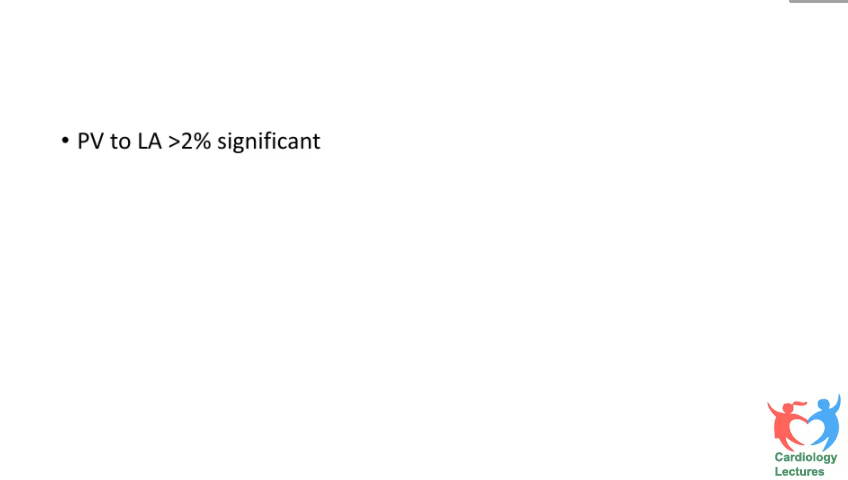 • PV to LA >2% significant
Cardiology
Lectures